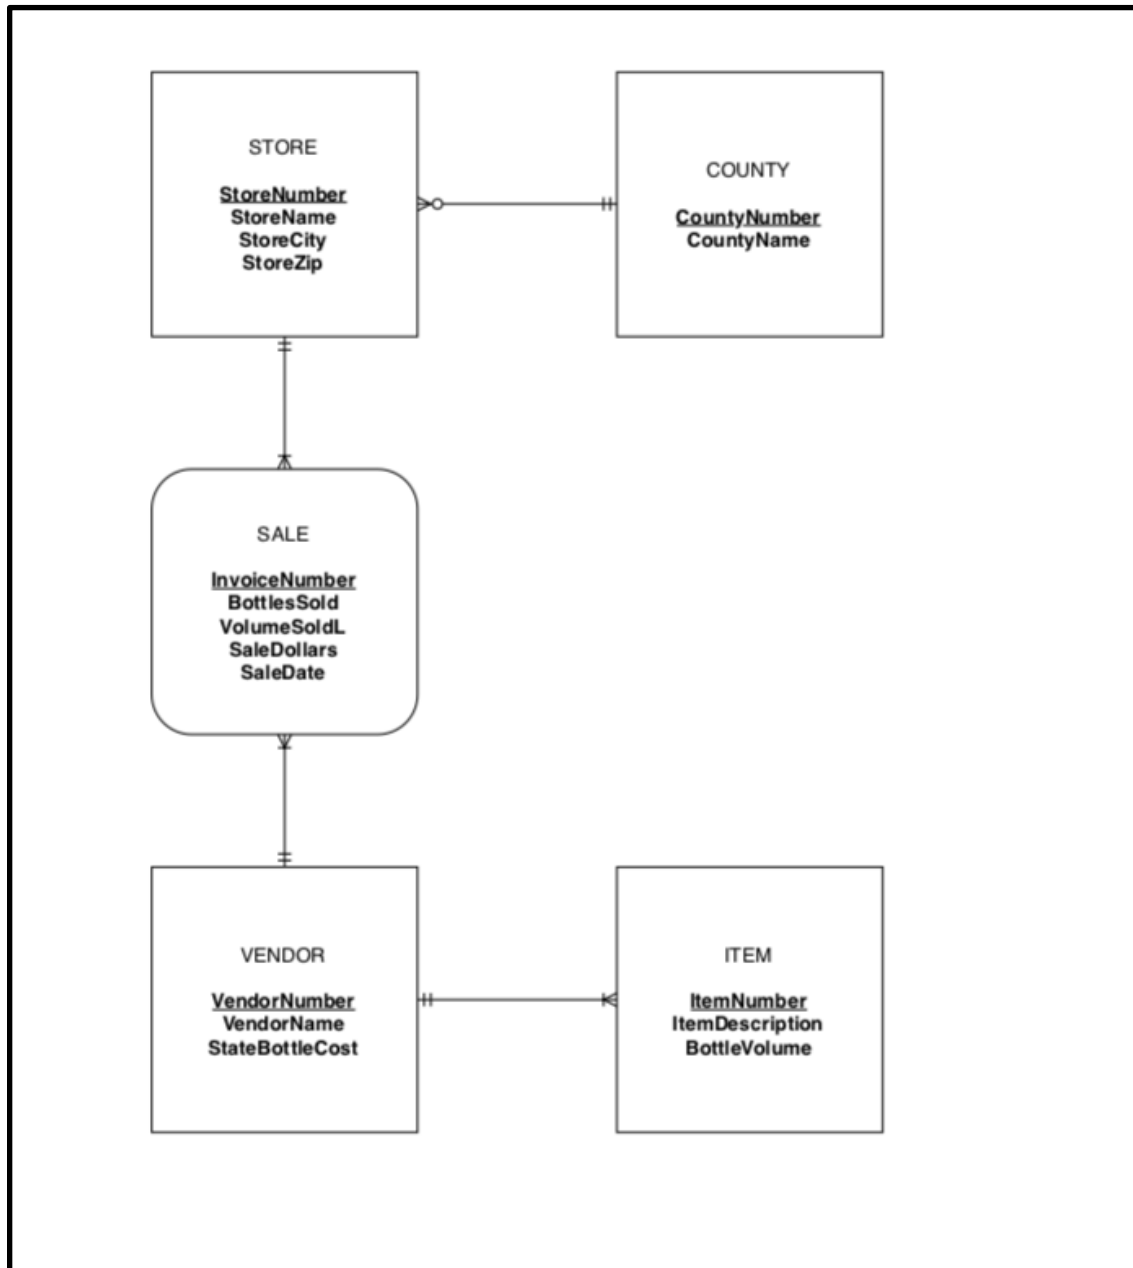 STORE
StoreNumber
StoreName
StoreCity
StoreZip
COUNTY
CountyNumber
CountyName
SALE
InvoiceNumber
BottlesSold
VolumeSoldL
SaleDollars
SaleDate
VENDOR
VendorNumber
VendorName
StateBottleCost
ITEM
ItemNumber
ItemDescription
BottleVolume